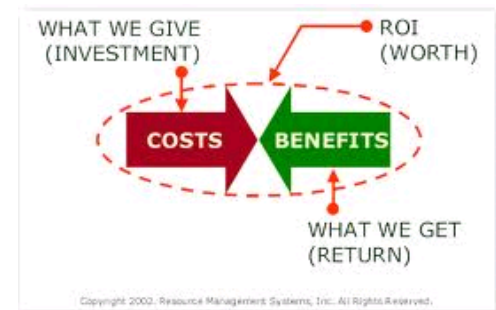 WHAT WE GIVE
(INVESTMENT)
ROI
(WORTH)
COSTS
BENEFITS
WHAT WE GET
(RETURN)
Copyright 2002. Resource Management Systems, Inc. All Rights Reserved.